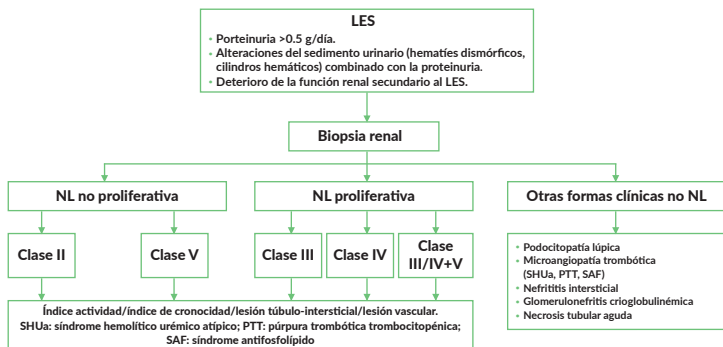 LES
• Porteinuria >0.5 g/día.
• Alteraciones del sedimento urinario (hematíes dismórficos,
cilindros hemáticos) combinado con la proteinuria.
• Deterioro de la función renal secundario al LES.
Biopsia renal
NL no proliferativa
NL proliferativa
Otras formas clínicas no NL
Clase II
Clase V
Clase III
Clase IV
Clase
III/IV+V
• Podocitopatía lúpica
• Microangiopatía trombótica
(SHUa, PTT, SAF)
• Nefrititis intersticial
• Glomerulonefritis crioglobulinémica
• Necrosis tubular aguda
Índice actividad/índice de cronocidad/lesión túbulo-intersticial/lesión vascular.
SHUa: síndrome hemolítico urémico atípico; PTT: púrpura trombótica trombocitopénica;
SAF: síndrome antifosfolípido